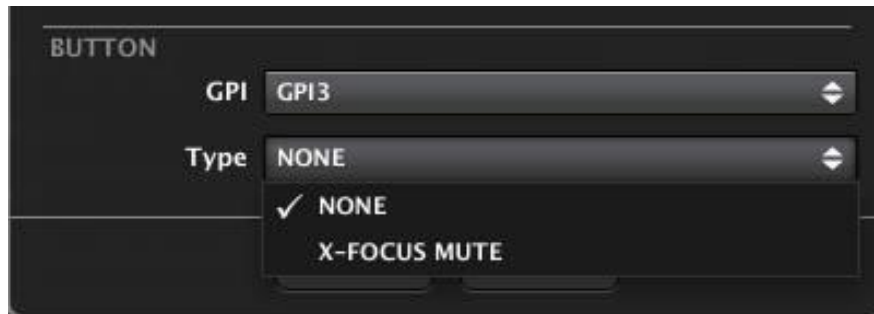 BUTTON
GPI GPI3
Type NONE
✓ NONE
X-FOCUS MUTE